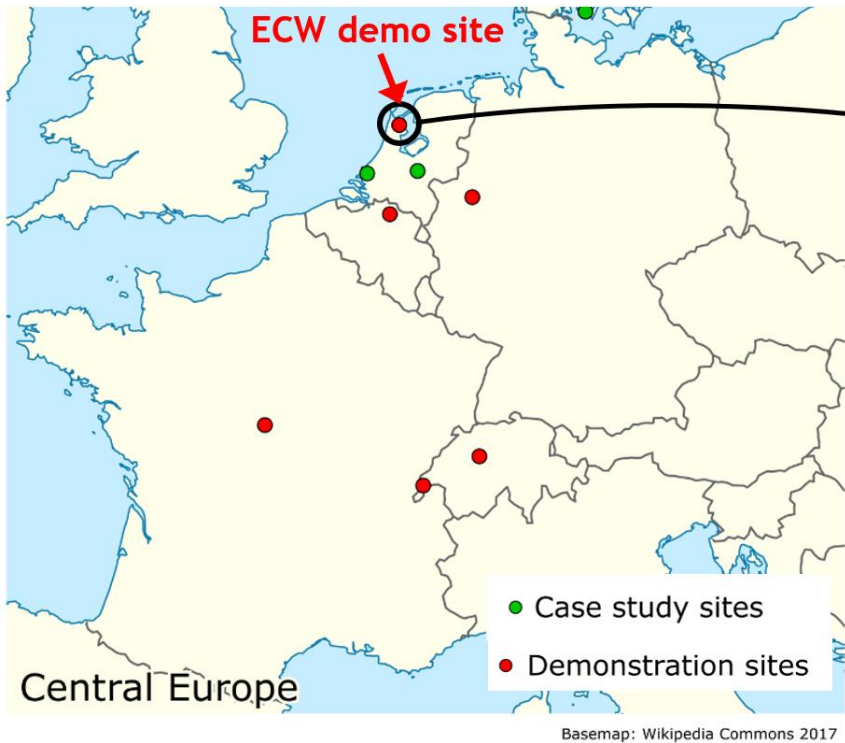 ECW demo site
Case study sites
Demonstration sites
Central Europe
Basemap: Wikipedia Commons 2017